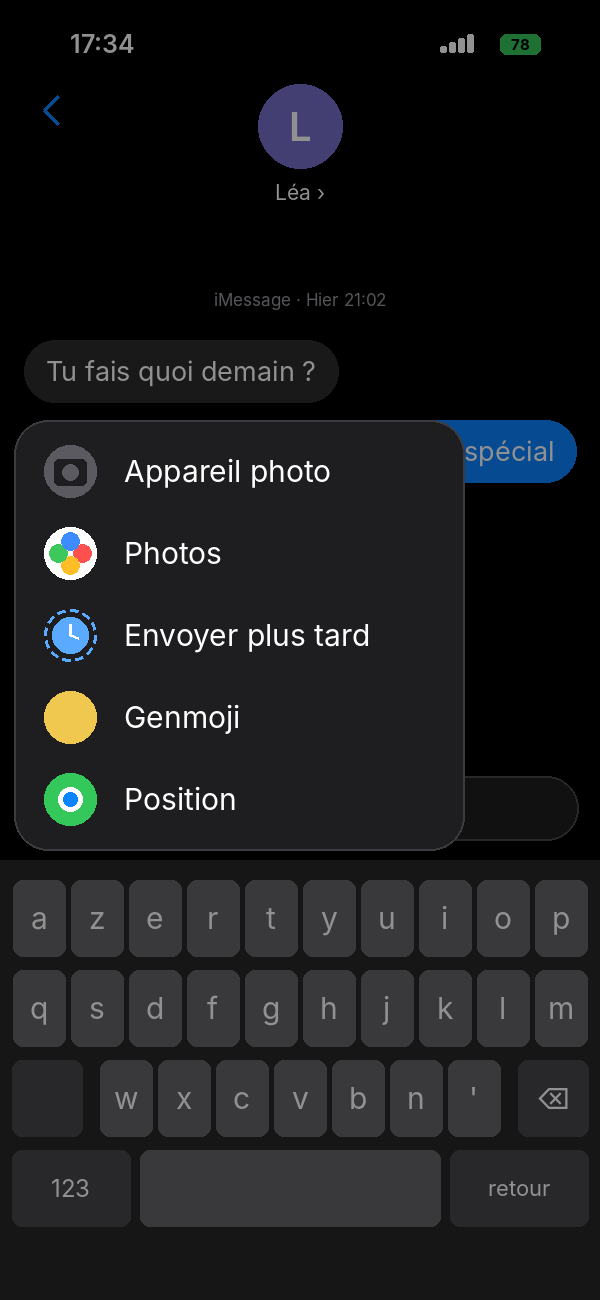 17:34
78
L
Léa ›
iMessage · Hier 21:02
Tu fais quoi demain ?
spécial
Appareil photo
Photos
Envoyer plus tard
Genmoji
Position
a z e r t y u i o p
q s d f g h j k l m
w x c v b n '
123 retour